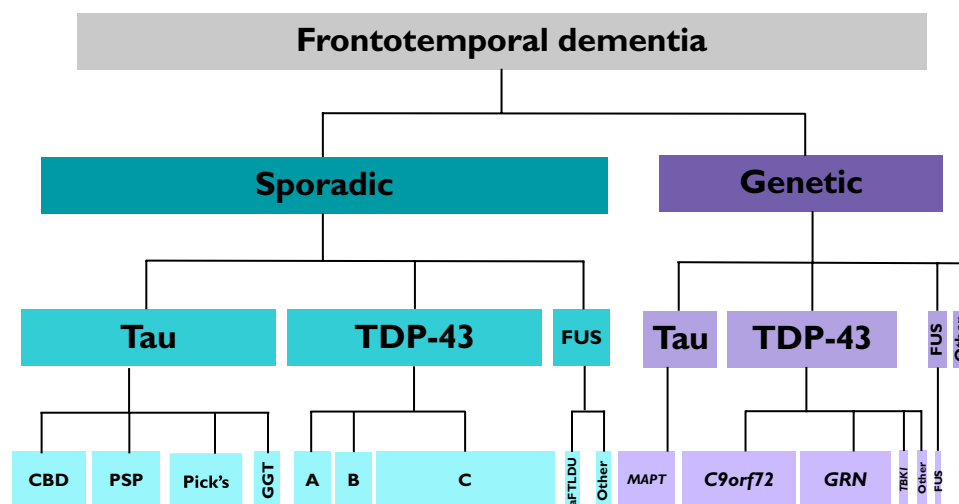 Frontotemporal dementia
Sporadic
Genetic
Tau
TDP-43
FUS
Tau
TDP-43
FUS
Other
CBD
PSP
Pick's
GGT
A
B
C
aFTLDU
Other
MAPT
C9orf72
GRN
TBK1
Other
FUS